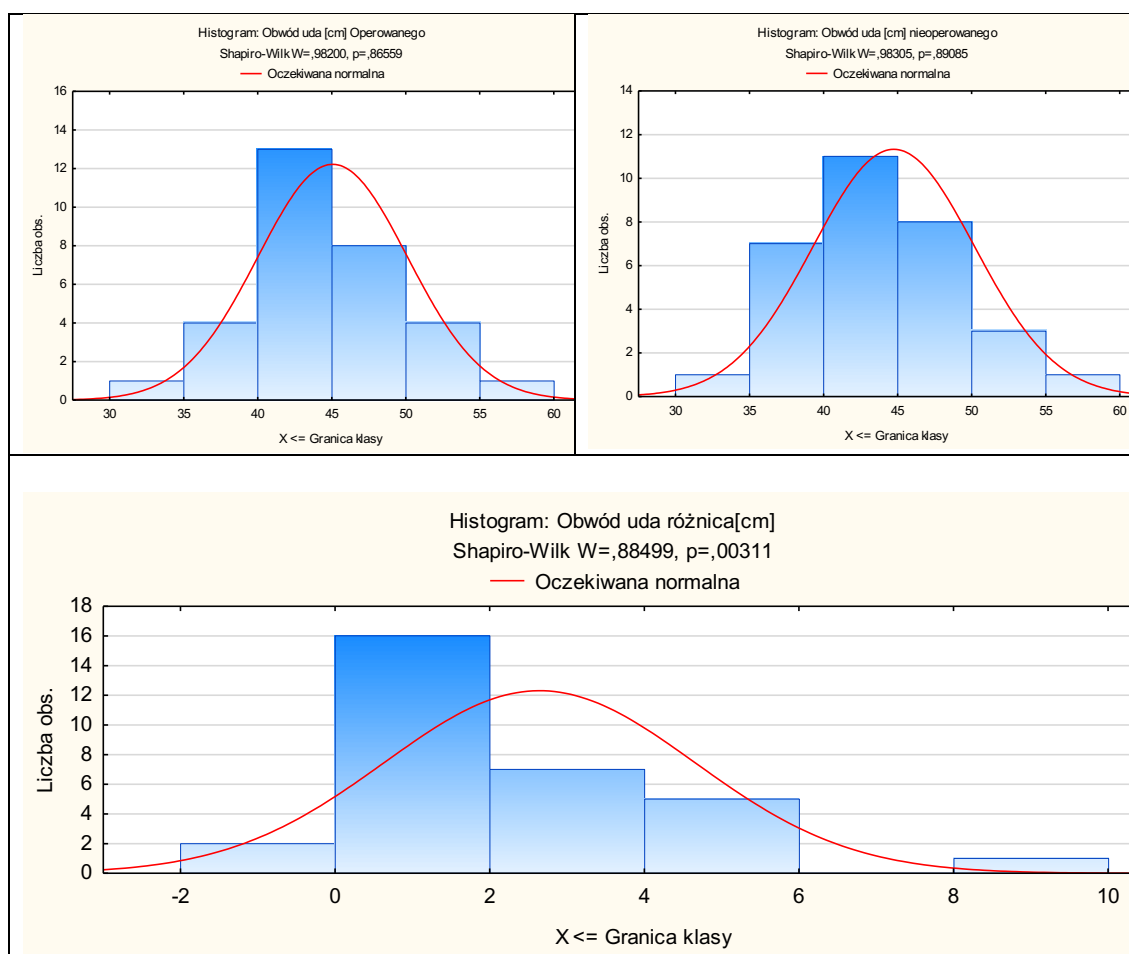 Histogram: Obwód uda [cm] Operowanego
Shapiro-Wilk W=,98200, p=,86559
Oczekiwana normalna
16
14
12
10
8
6
4
2
0
Liczba obs.
30 35 40 45 50 55 60
X <= Granica klasy
Histogram: Obwód uda [cm] nieoperowanego
Shapiro-Wilk W=,98305, p=,89085
Oczekiwana normalna
14
12
10
8
6
4
2
0
Liczba obs.
30 35 40 45 50 55 60
X <= Granica klasy
Histogram: Obwód uda różnica[cm]
Shapiro-Wilk W=,88499, p=,00311
Oczekiwana normalna
18
16
14
12
10
8
6
4
2
0
Liczba obs.
-2 0 2 4 6 8 10
X <= Granica klasy